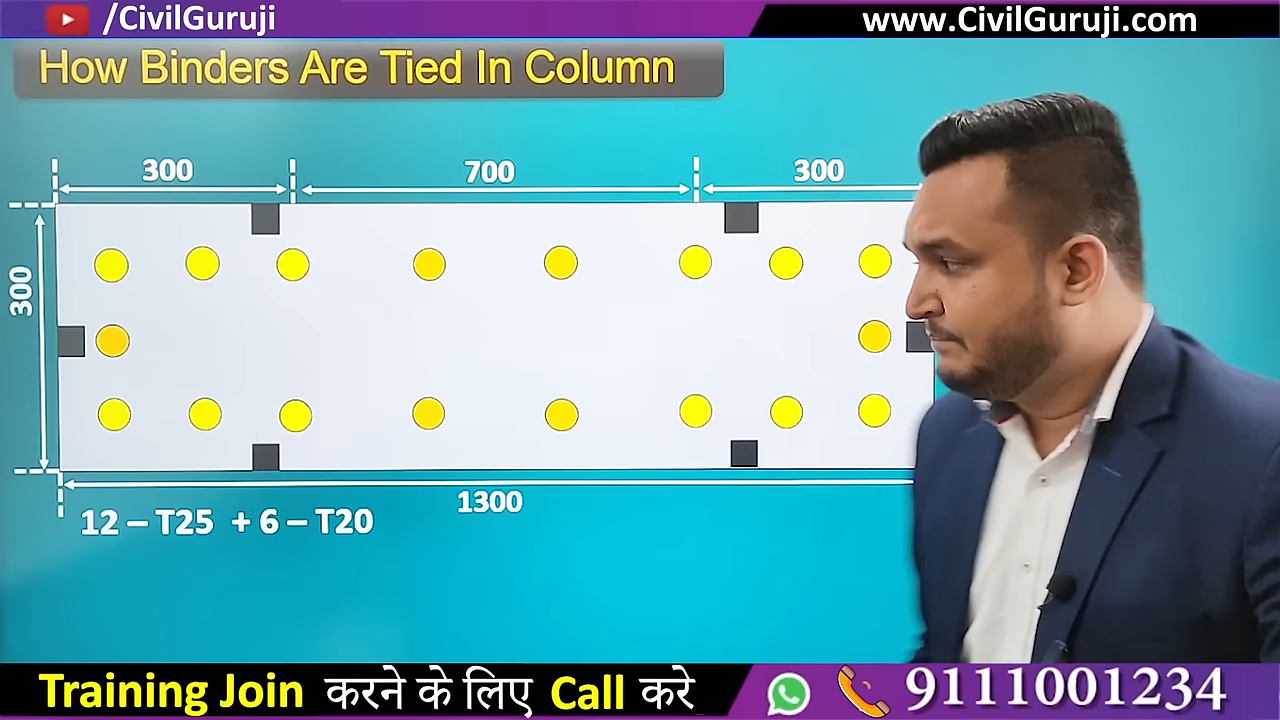 /CivilGuruji
www.CivilGuruji.com
How Binders Are Tied In Column
300
700
300
300
1300
12 – T25 + 6 – T20
Training Join करने के लिए Call करे
9111001234